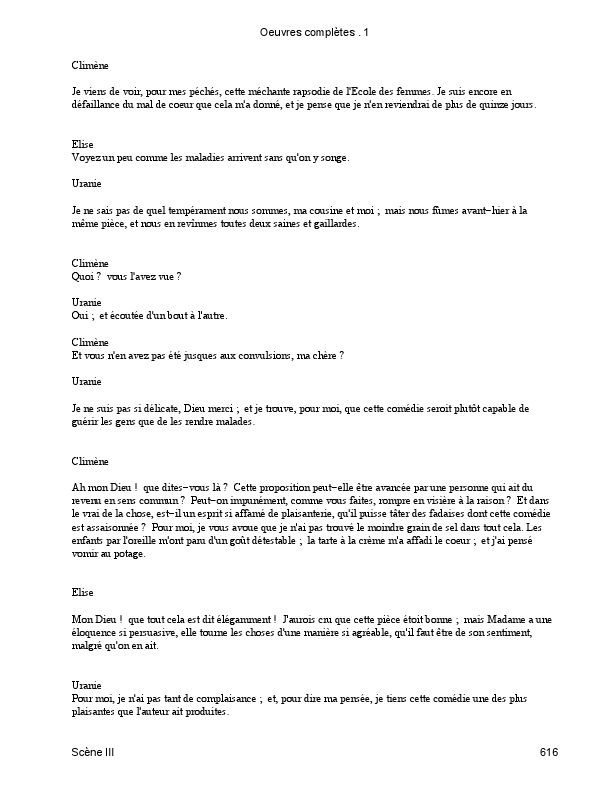 Oeuvres complètes . 1
Climène
Je viens de voir, pour mes péchés, cette méchante rapsodie de l'Ecole des femmes. Je suis encore en
défaillance du mal de coeur que cela m'a donné, et je pense que je n'en reviendrai de plus de quinze jours.
Elise
Voyez un peu comme les maladies arrivent sans qu'on y songe.
Uranie
Je ne sais pas de quel tempérament nous sommes, ma cousine et moi ; mais nous fûmes avant-hier à la
même pièce, et nous en revînmes toutes deux saines et gaillardes.
Climène
Quoi ? vous l'avez vue ?
Uranie
Oui ; et écoutée d'un bout à l'autre.
Climène
Et vous n'en avez pas été jusques aux convulsions, ma chère ?
Uranie
Je ne suis pas si délicate, Dieu merci ; et je trouve, pour moi, que cette comédie seroit plutôt capable de
guérir les gens que de les rendre malades.
Climène
Ah mon Dieu ! que dites-vous là ? Cette proposition peut-elle être avancée par une personne qui ait du
revenu en sens commun ? Peut-on impunément, comme vous faites, rompre en visière à la raison ? Et dans
le vrai de la chose, est-il un esprit si affamé de plaisanterie, qu'il puisse tâter des fadaises dont cette comédie
est assaisonnée ? Pour moi, je vous avoue que je n'ai pas trouvé le moindre grain de sel dans tout cela. Les
enfants par l'oreille m'ont paru d'un goût détestable ; la tarte à la crème m'a affadi le coeur ; et j'ai pensé
vomir au potage.
Elise
Mon Dieu ! que tout cela est dit élégamment ! J'aurois cru que cette pièce étoit bonne ; mais Madame a une
éloquence si persuasive, elle tourne les choses d'une manière si agréable, qu'il faut être de son sentiment,
malgré qu'on en ait.
Uranie
Pour moi, je n'ai pas tant de complaisance ; et, pour dire ma pensée, je tiens cette comédie une des plus
plaisantes que l'auteur ait produites.
Scène III 616